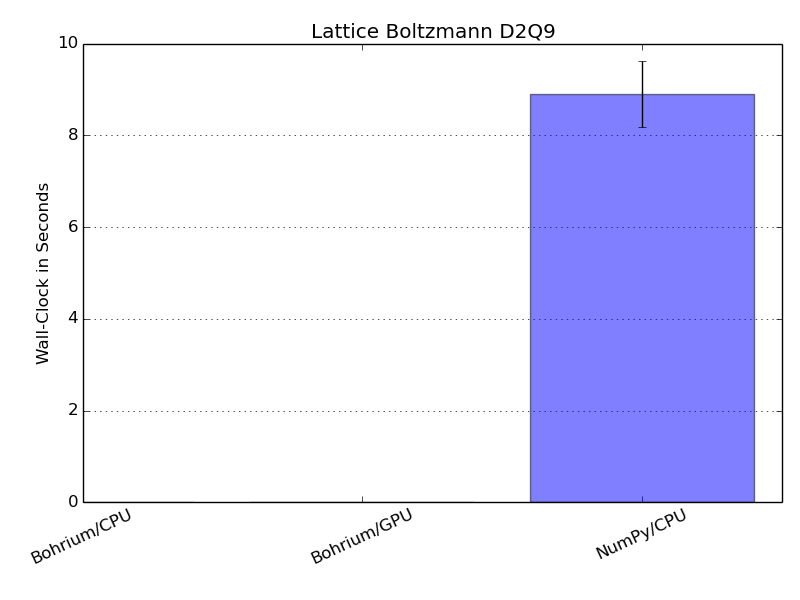 Lattice Boltzmann D2Q9
10
8
6
4
2
0
Wall-Clock in Seconds
Bohrium/CPU
Bohrium/GPU
NumPy/CPU